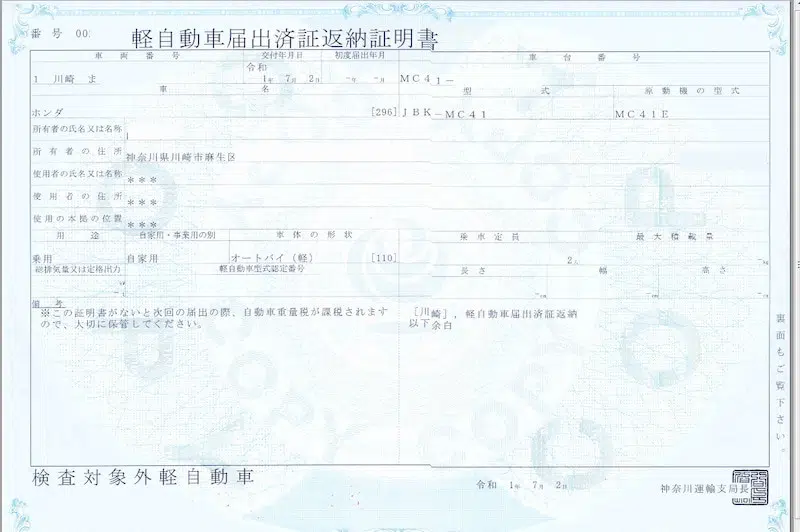 番号 00
軽自動車届出済証返納証明書
車両番号 交付年月日 初度届出年月 車台番号
1 川崎 ま 令和 1年 7月 2日 -年 -月 MC41-
車名 型式 原動機の型式
ホンダ [296] JBK-MC41 MC41E
所有者の氏名又は名称
所有者の住所 神奈川県川崎市麻生区
使用者の氏名又は名称 ***
使用者の住所 ***
使用の本拠の位置 ***
用途 自家用・事業用の別 車体の形状 乗車定員 最大積載量
乗用 自家用 オートバイ (軽) [110] 2人
総排気量又は定格出力 軽自動車型式認定番号 長さ 幅 高さ
備考
※この証明書がないと次回の届出の際、自動車重量税が課税されますので、大切に保管してください。
[川崎], 軽自動車届出済証返納
以下余白
裏面もご覧下さい。
検査対象外軽自動車
令和 1年 7月 2日
神奈川運輸支局長
COPY